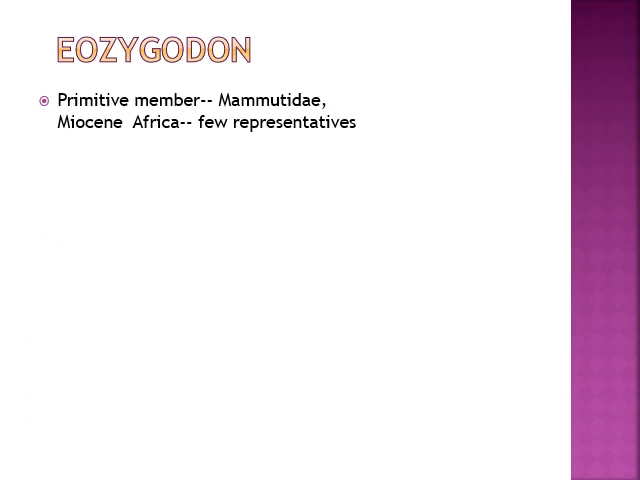 EOZYGODON
Primitive member-- Mammutidae,
Miocene  Africa-- few representatives